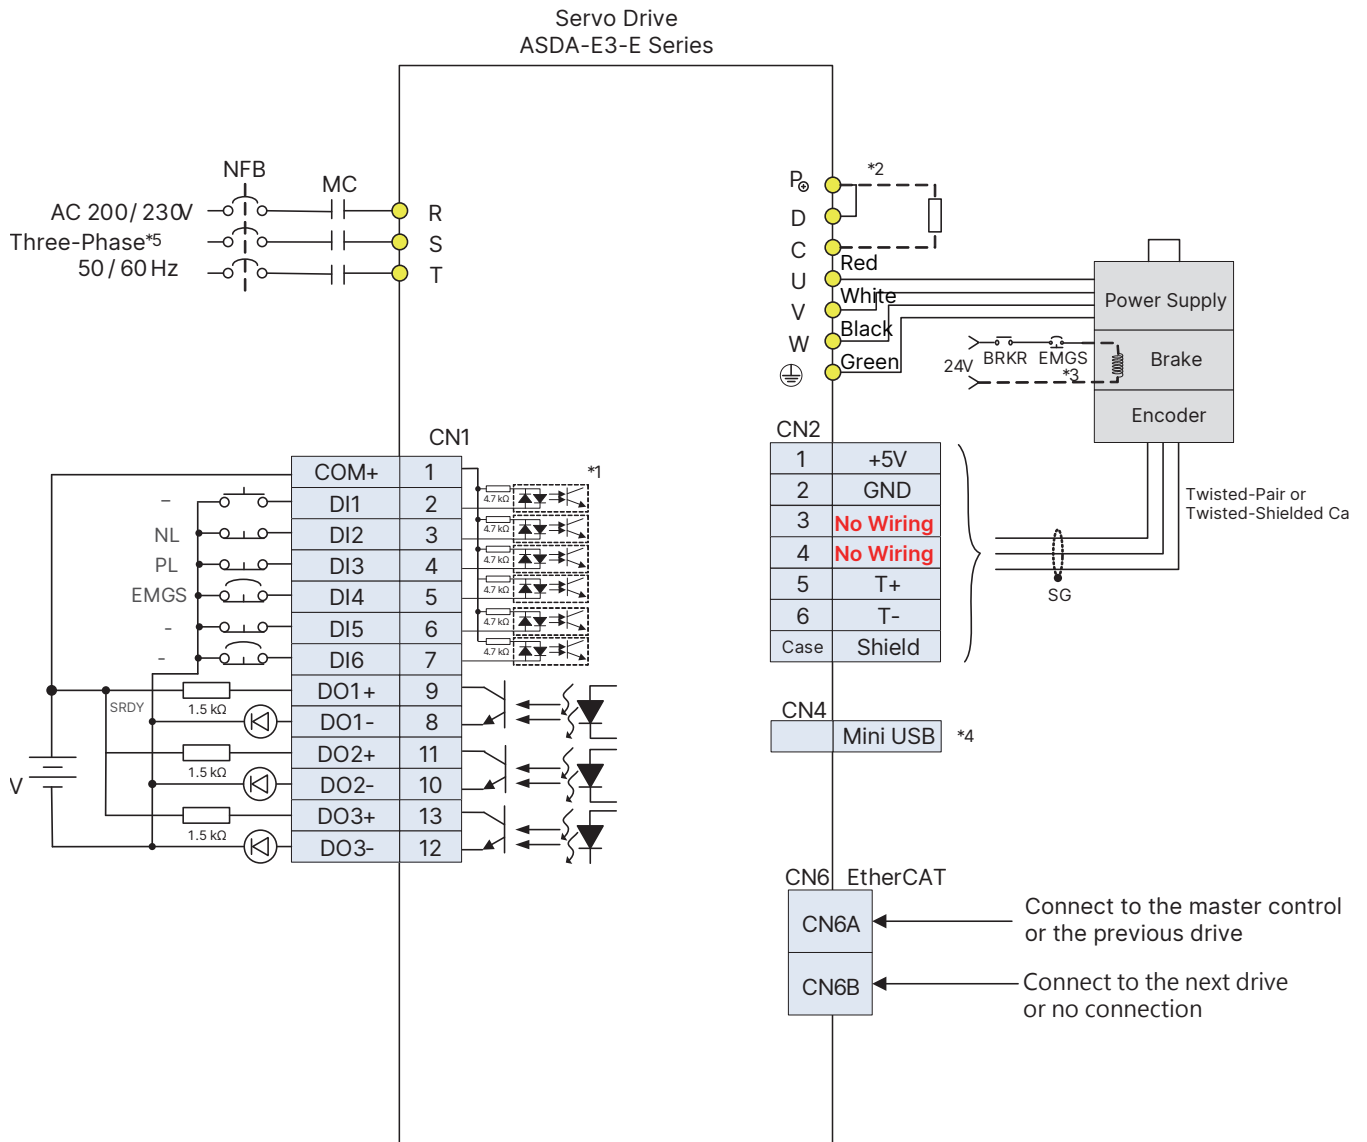 Servo Drive
ASDA-E3-E Series
NFB
MC
AC 200/230V
Three-Phase*5
50/60 Hz
R
S
T
P⊕
D
C
U
V
W
*2
Red
White
Black
Green
Power Supply
Brake
Encoder
24V
BRKR
EMGS
*3
CN1
COM+ 1
DI1 2
DI2 3
DI3 4
DI4 5
DI5 6
DI6 7
DO1+ 9
DO1- 8
DO2+ 11
DO2- 10
DO3+ 13
DO3- 12
–
NL
PL
EMGS
-
-
*1
4.7 kΩ
4.7 kΩ
4.7 kΩ
4.7 kΩ
4.7 kΩ
4.7 kΩ
SRDY
1.5 kΩ
1.5 kΩ
1.5 kΩ
V
CN2
1 +5V
2 GND
3 No Wiring
4 No Wiring
5 T+
6 T-
Case Shield
Twisted-Pair or
Twisted-Shielded Ca
SG
CN4
Mini USB
*4
CN6 EtherCAT
CN6A
CN6B
Connect to the master control
or the previous drive
Connect to the next drive
or no connection